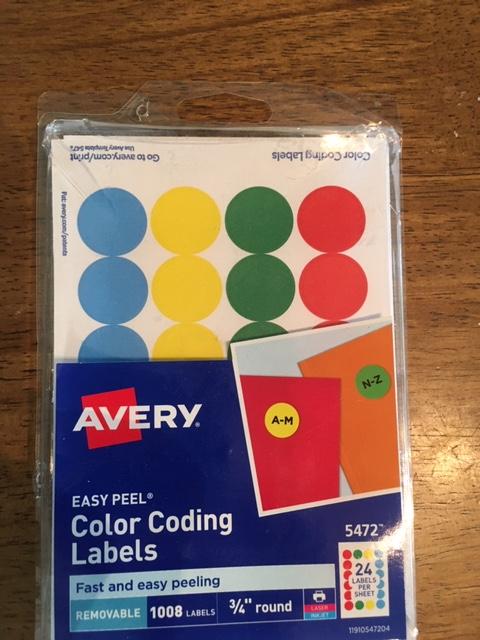 Color Coding Labels
Go to avery.com/print
Use Avery Template 5472
Pat: avery.com/patents
N-Z
A-M
AVERY®
EASY PEEL®
Color Coding
Labels
5472™
Fast and easy peeling
24
LABELS
PER
SHEET
REMOVABLE 1008 LABELS 3/4" round
LASER
INKJET
11910547204